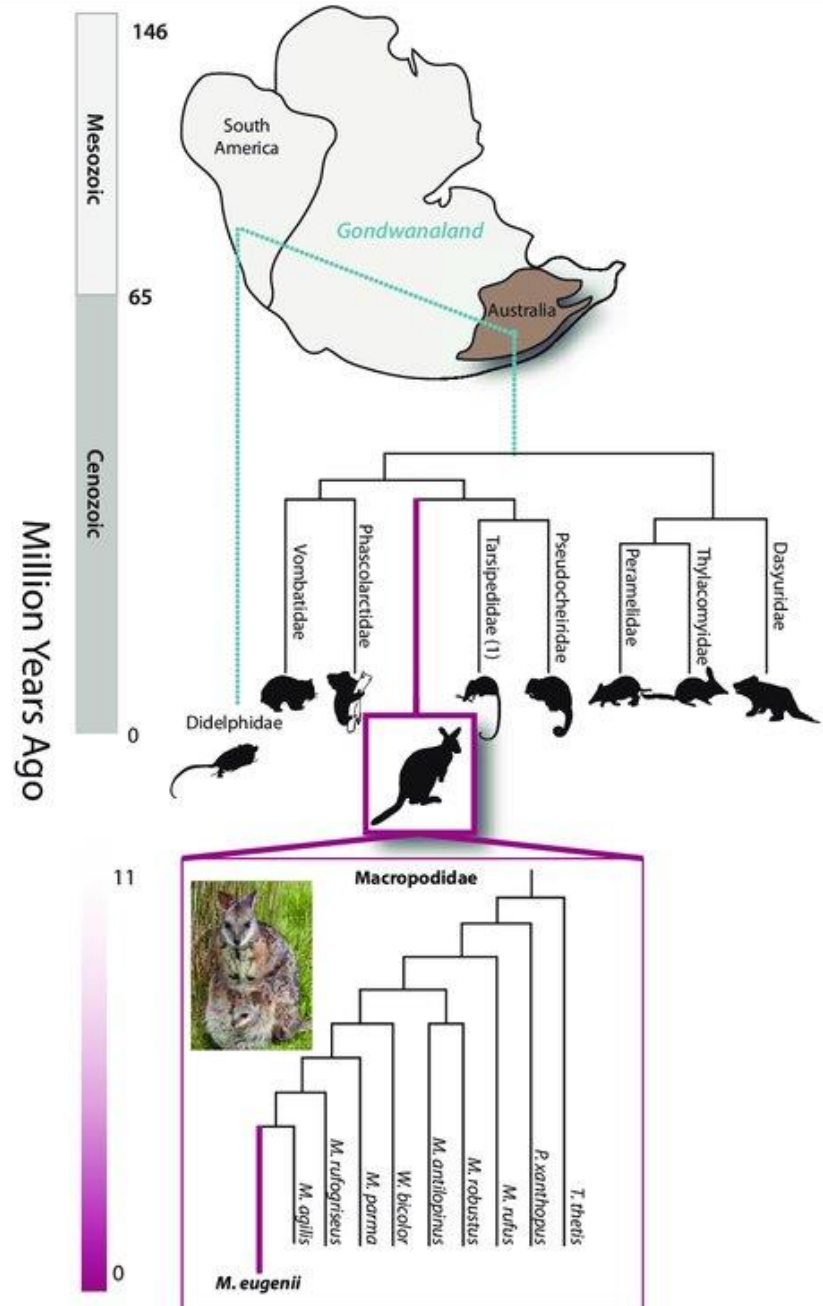 146
Mesozoic
65
Cenozoic
0
Million Years Ago
South
America
Gondwanaland
Australia
Vombatidae
Phascolarctidae
Tarsipedidae (1)
Pseudocheiridae
Peramelidae
Thylacomyidae
Dasyuridae
Didelphidae
11
0
Macropodidae
M. eugenii
M. agilis
M. rufogriseus
M. parma
W. bicolor
M. antilopinus
M. robustus
M. rufus
P. xanthopus
T. thetis